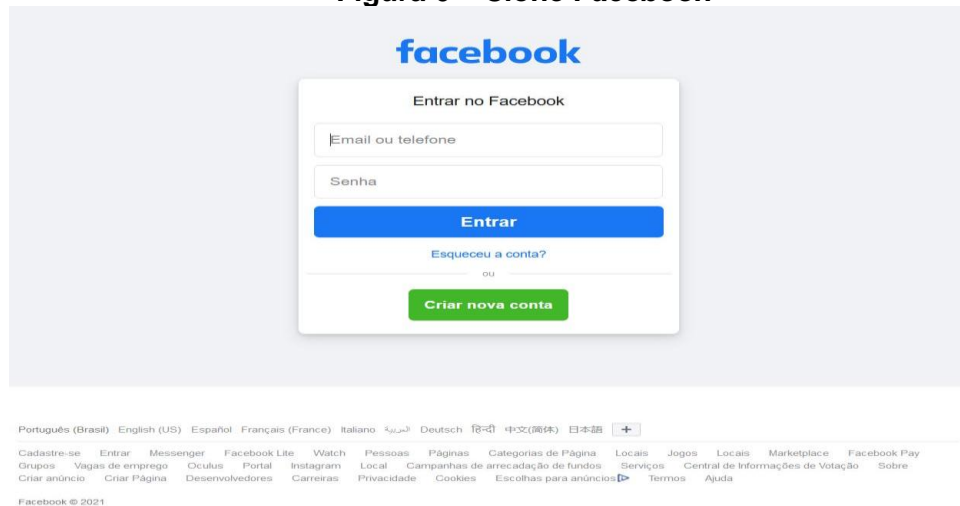 facebook
Entrar no Facebook
Email ou telefone
Senha
Entrar
Esqueceu a conta?
ou
Criar nova conta
Português (Brasil) English (US) Español Français (France) Italiano العربية Deutsch हिन्दी 中文(简体) 日本語 +
Cadastre-se Entrar Messenger Facebook Lite Watch Pessoas Páginas Categorias de Página Locais Jogos Locais Marketplace Facebook Pay
Grupos Vagas de emprego Oculus Portal Instagram Local Campanhas de arrecadação de fundos Serviços Central de Informações de Votação Sobre
Criar anúncio Criar Página Desenvolvedores Carreiras Privacidade Cookies Escolhas para anúncios Termos Ajuda
Facebook © 2021